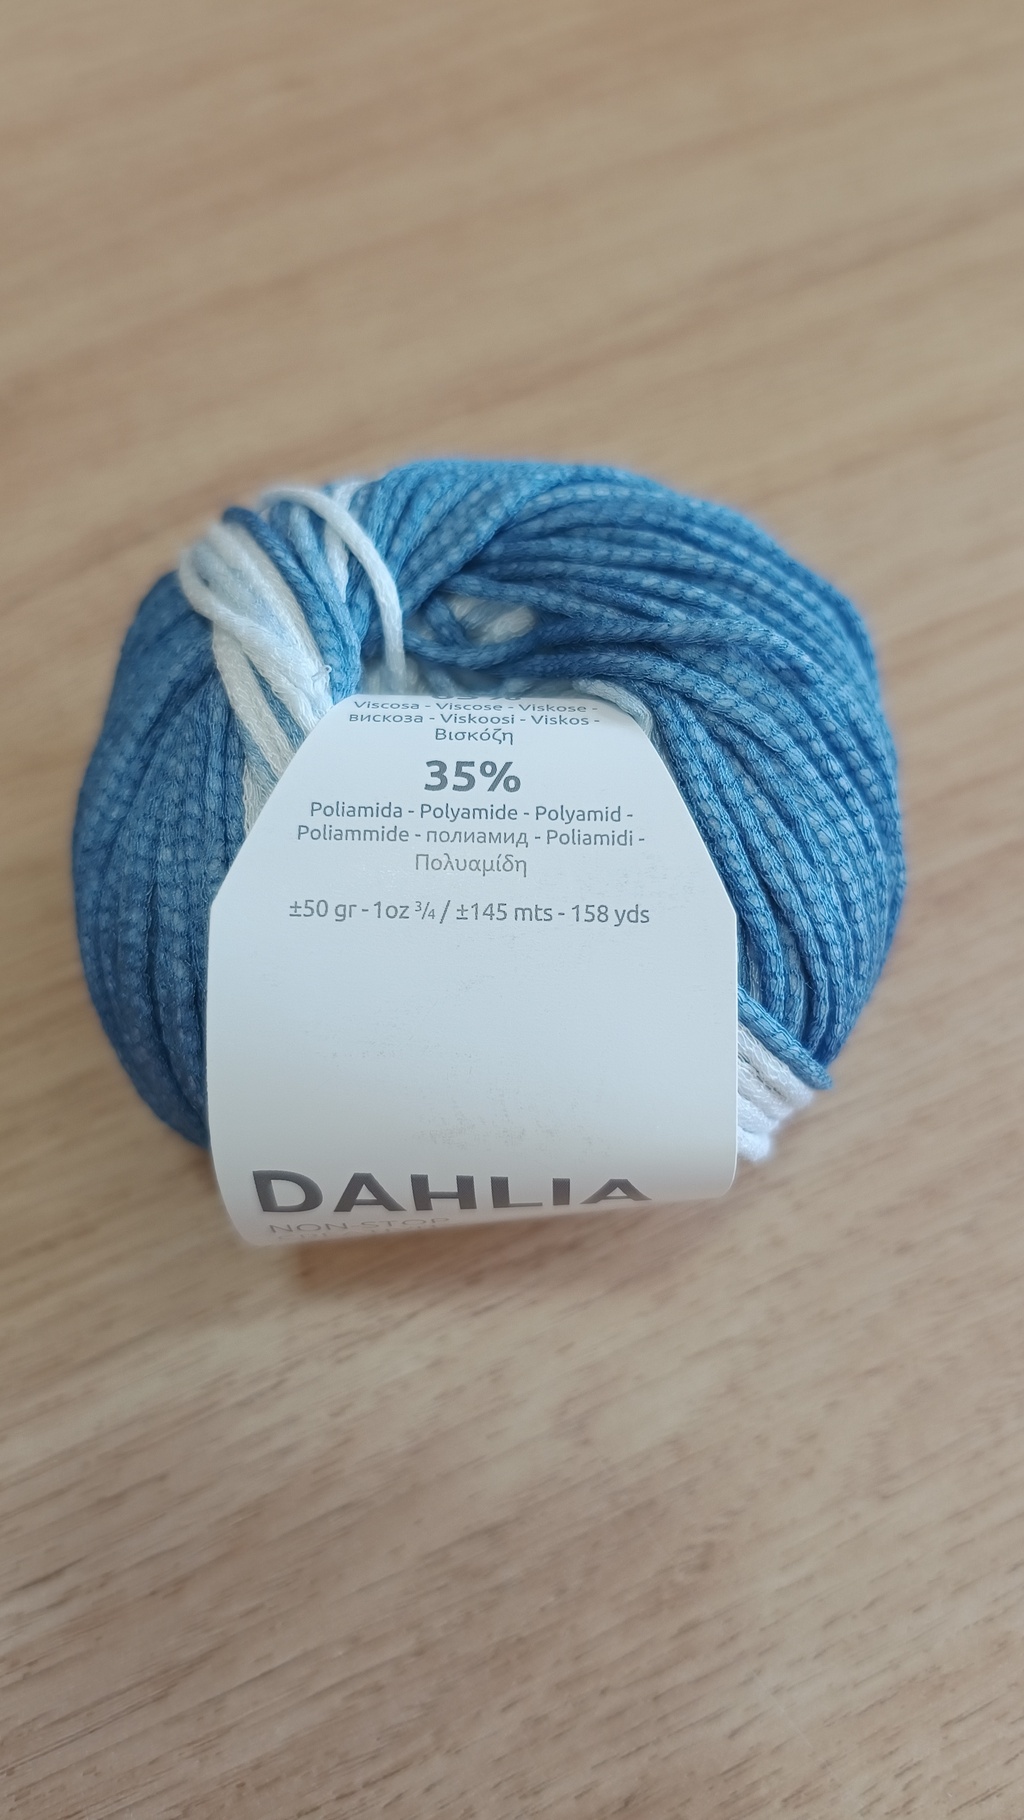 Viscosa - Viscose - Viskose -
вискоза - Viskoosi - Viskos -
Βισκόζη
35%
Poliamida - Polyamide - Polyamid -
Poliammide - полиамид - Poliamidi -
Πολυαμίδη
±50 gr - 1oz ¾ / ±145 mts - 158 yds
DAHLIA
NON-STOP